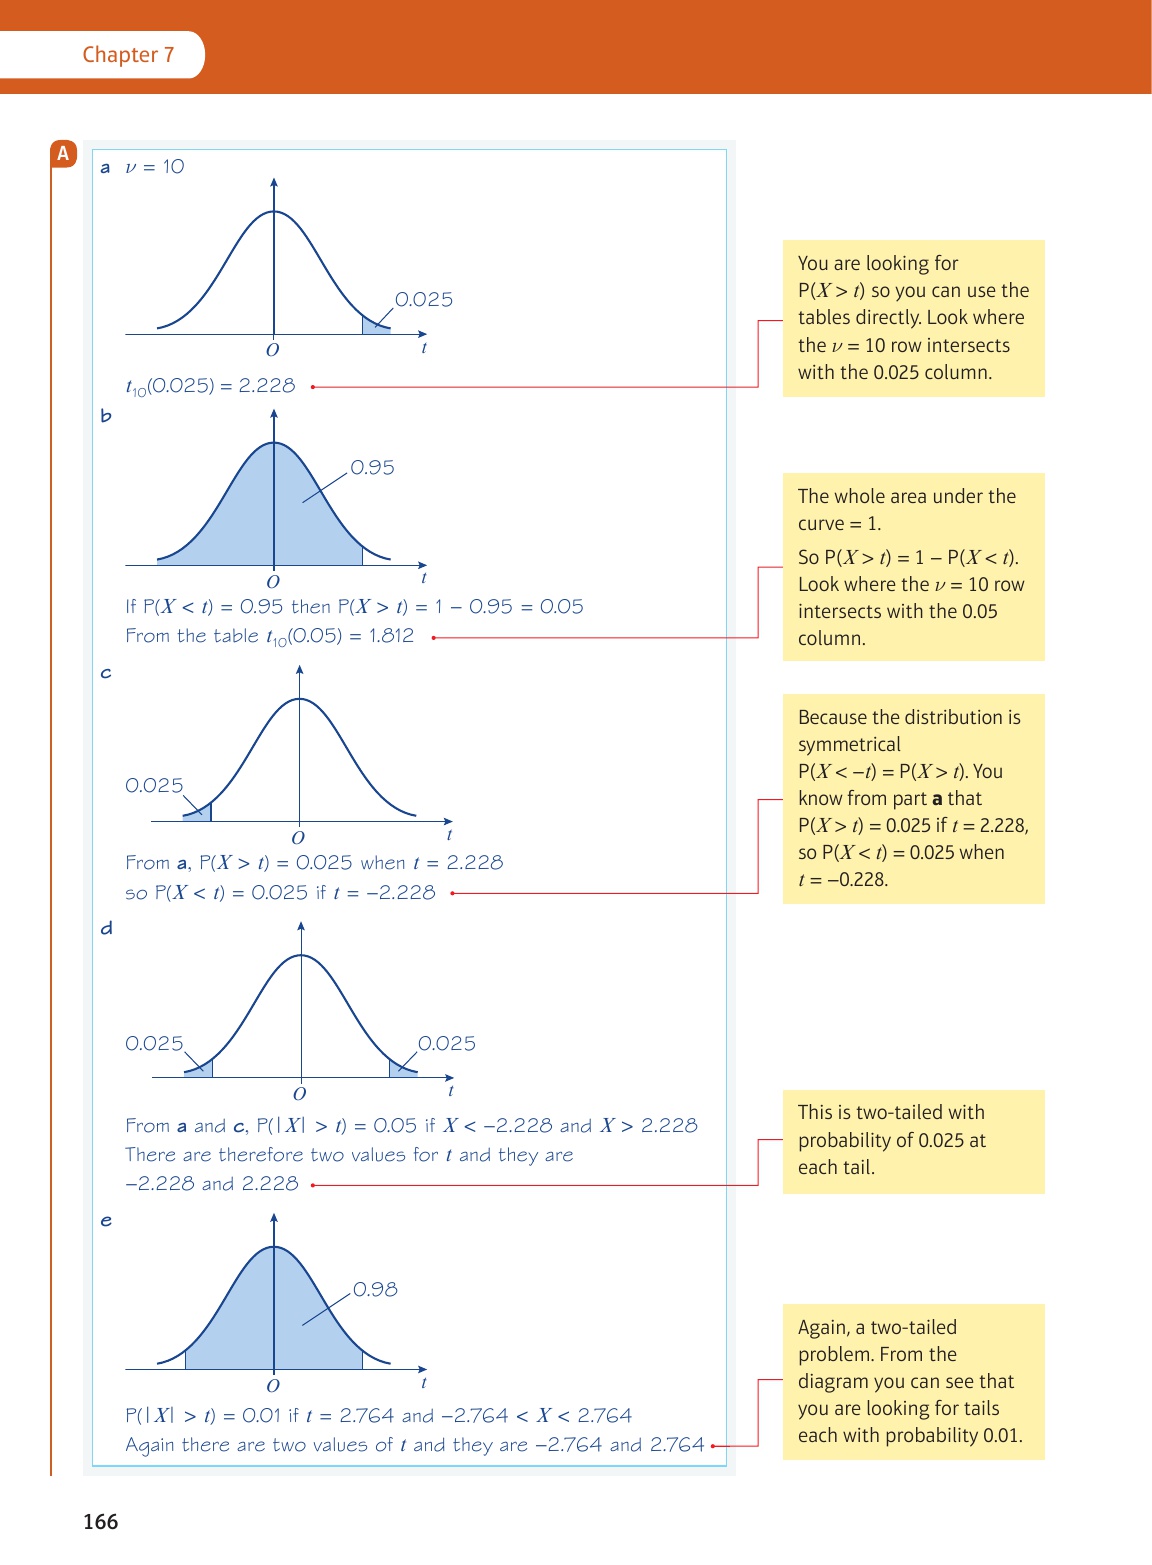 Chapter 7
A
a ν = 10
0.025
O
t
t₁₀(0.025) = 2.228
You are looking for
P(X > t) so you can use the
tables directly. Look where
the ν = 10 row intersects
with the 0.025 column.
b
0.95
O
t
If P(X < t) = 0.95 then P(X > t) = 1 − 0.95 = 0.05
From the table t₁₀(0.05) = 1.812
The whole area under the
curve = 1.
So P(X > t) = 1 − P(X < t).
Look where the ν = 10 row
intersects with the 0.05
column.
c
0.025
O
t
From a, P(X > t) = 0.025 when t = 2.228
so P(X < t) = 0.025 if t = −2.228
Because the distribution is
symmetrical
P(X < −t) = P(X > t). You
know from part a that
P(X > t) = 0.025 if t = 2.228,
so P(X < t) = 0.025 when
t = −0.228.
d
0.025
0.025
O
t
From a and c, P(|X| > t) = 0.05 if X < −2.228 and X > 2.228
There are therefore two values for t and they are
−2.228 and 2.228
This is two-tailed with
probability of 0.025 at
each tail.
e
0.98
O
t
P(|X| > t) = 0.01 if t = 2.764 and −2.764 < X < 2.764
Again there are two values of t and they are −2.764 and 2.764
Again, a two-tailed
problem. From the
diagram you can see that
you are looking for tails
each with probability 0.01.
166